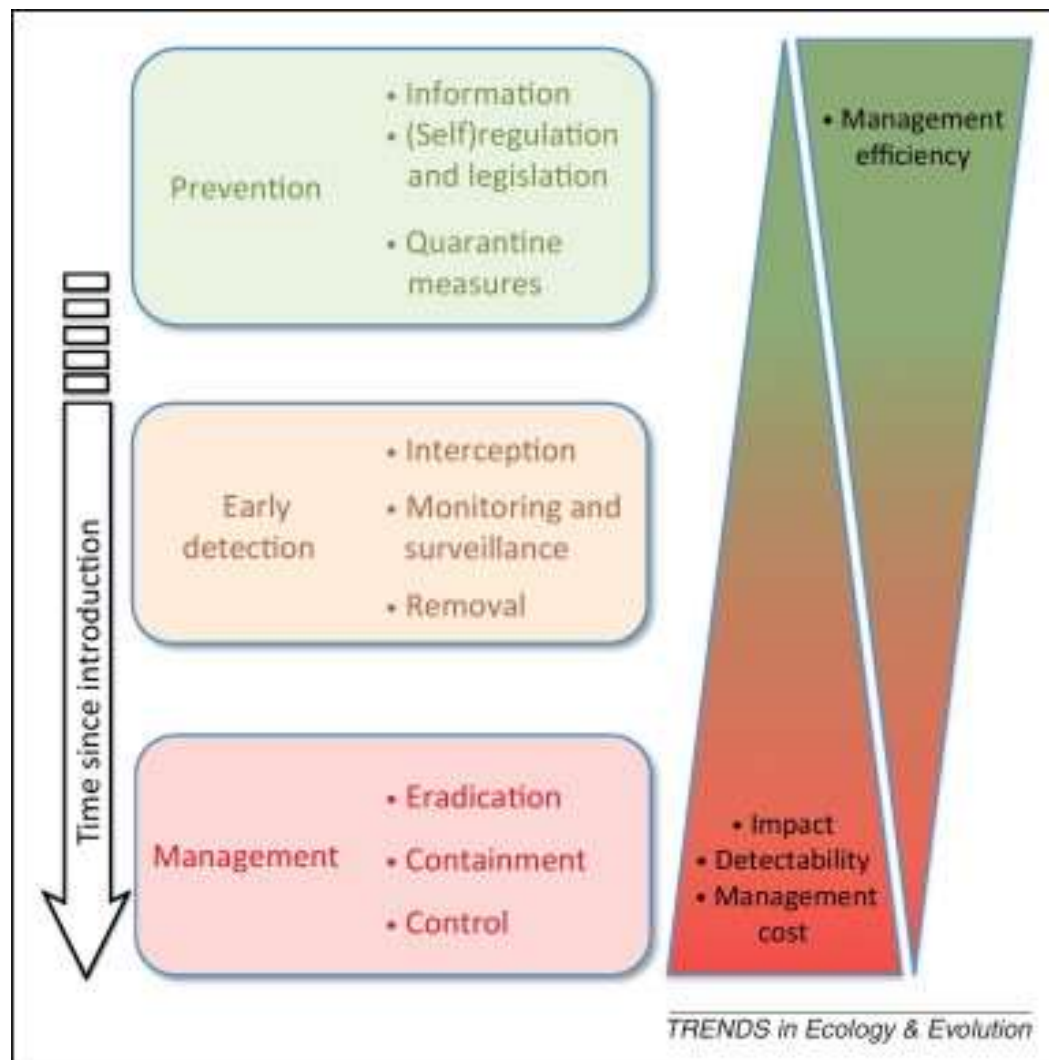 • Information
• (Self)regulation
and legislation
Prevention
• Quarantine
measures
Time since introduction
• Interception
Early
detection
• Monitoring and
surveillance
• Removal
• Eradication
Management
• Containment
• Control
• Management
efficiency
• Impact
• Detectability
• Management
cost
TRENDS in Ecology & Evolution